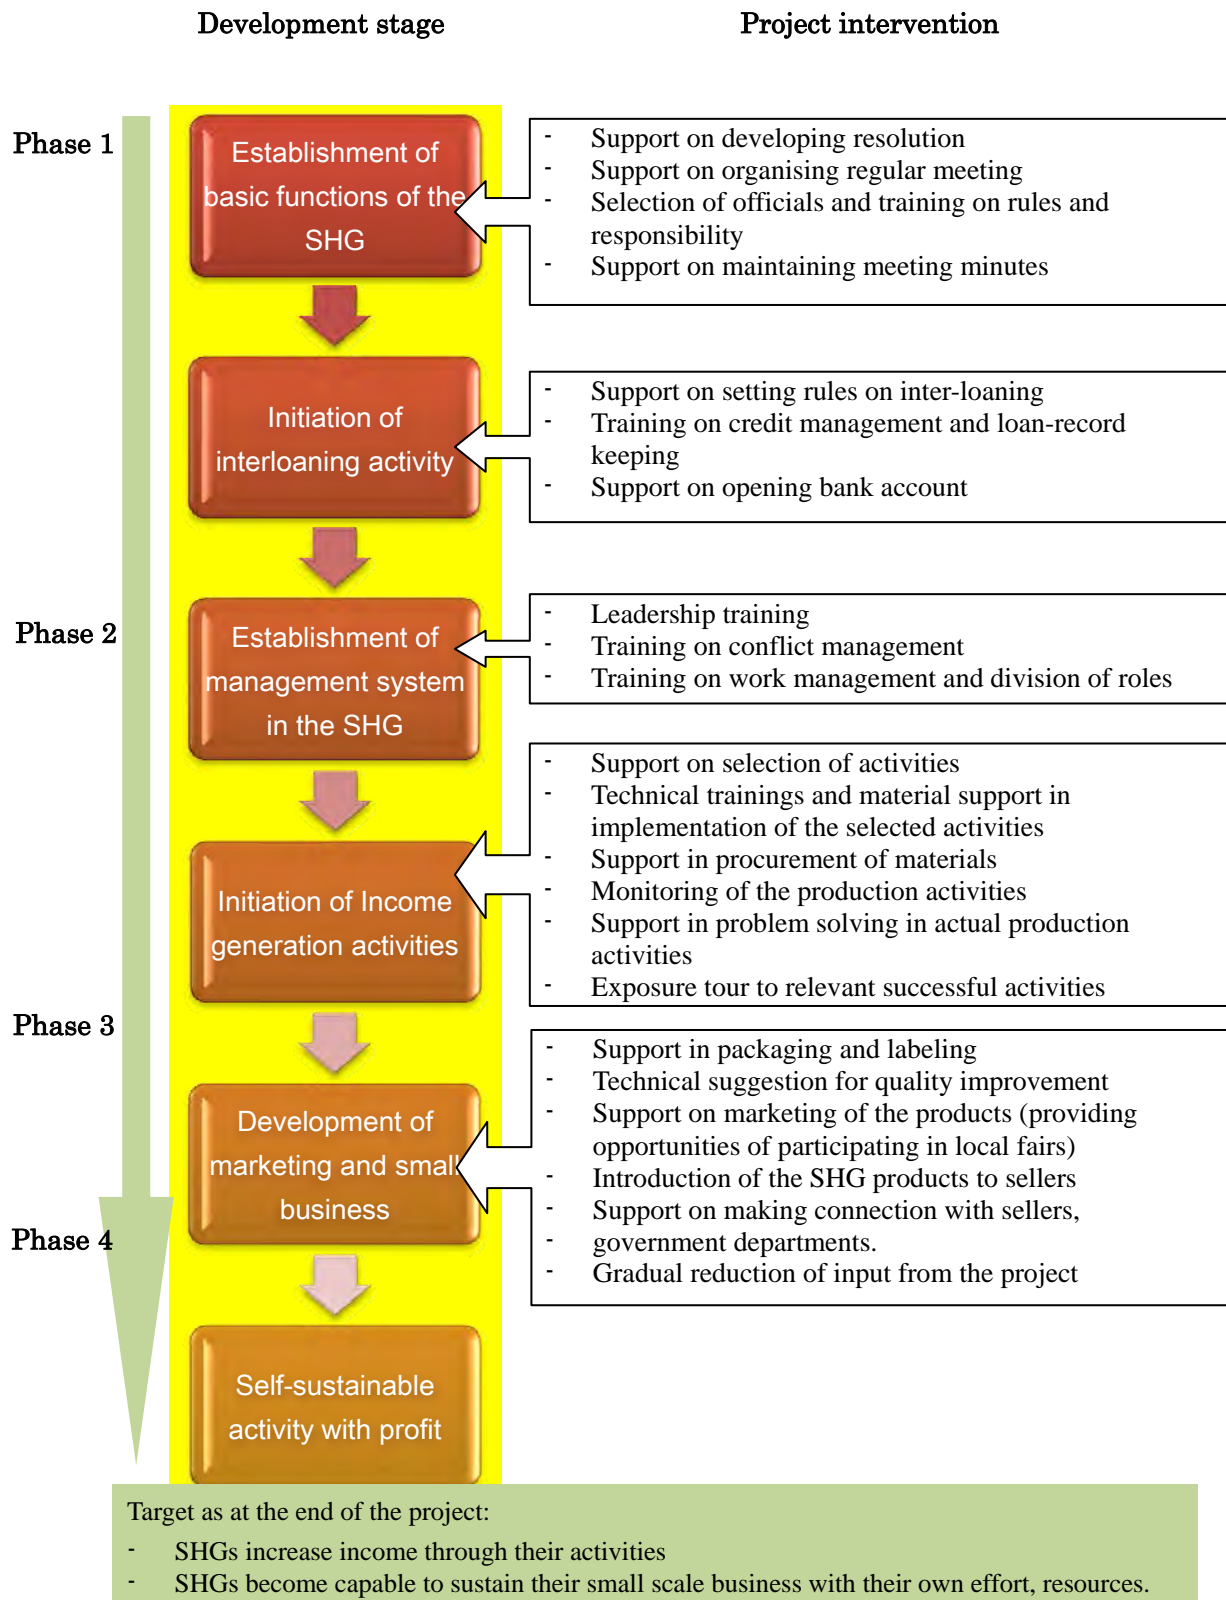 Development stage
Project intervention
Phase 1
Establishment of
basic functions of the
SHG
- Support on developing resolution
- Support on organising regular meeting
- Selection of officials and training on rules and
responsibility
- Support on maintaining meeting minutes
Initiation of
interloaning activity
- Support on setting rules on inter-loaning
- Training on credit management and loan-record
keeping
- Support on opening bank account
Phase 2
Establishment of
management system
in the SHG
- Leadership training
- Training on conflict management
- Training on work management and division of roles
Initiation of Income
generation activities
- Support on selection of activities
- Technical trainings and material support in
implementation of the selected activities
- Support in procurement of materials
- Monitoring of the production activities
- Support in problem solving in actual production
activities
- Exposure tour to relevant successful activities
Phase 3
Development of
marketing and small
business
- Support in packaging and labeling
- Technical suggestion for quality improvement
- Support on marketing of the products (providing
opportunities of participating in local fairs)
- Introduction of the SHG products to sellers
- Support on making connection with sellers,
- government departments.
- Gradual reduction of input from the project
Phase 4
Self-sustainable
activity with profit
Target as at the end of the project:
- SHGs increase income through their activities
- SHGs become capable to sustain their small scale business with their own effort, resources.